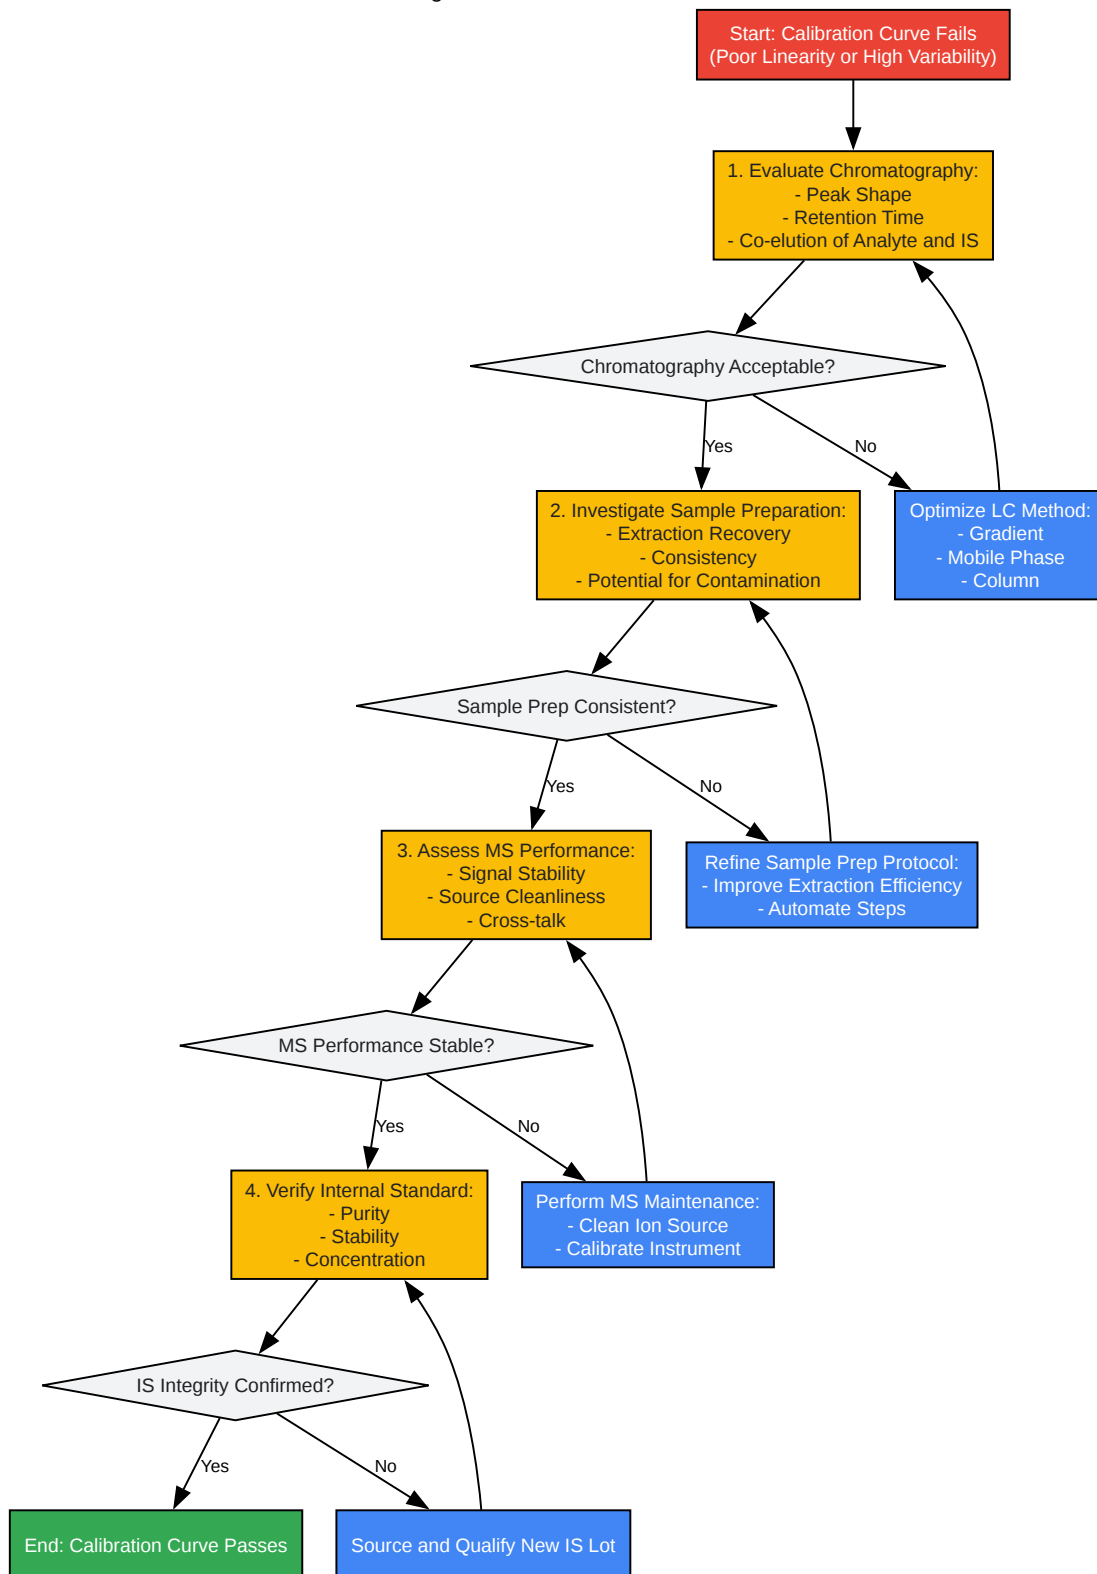 Start: Calibration Curve Fails
(Poor Linearity or High Variability)
1. Evaluate Chromatography:
- Peak Shape
- Retention Time
- Co-elution of Analyte and IS
Chromatography Acceptable?
Yes
No
2. Investigate Sample Preparation:
- Extraction Recovery
- Consistency
- Potential for Contamination
Optimize LC Method:
- Gradient
- Mobile Phase
- Column
Sample Prep Consistent?
Yes
No
3. Assess MS Performance:
- Signal Stability
- Source Cleanliness
- Cross-talk
Refine Sample Prep Protocol:
- Improve Extraction Efficiency
- Automate Steps
MS Performance Stable?
Yes
No
4. Verify Internal Standard:
- Purity
- Stability
- Concentration
Perform MS Maintenance:
- Clean Ion Source
- Calibrate Instrument
IS Integrity Confirmed?
Yes
No
End: Calibration Curve Passes
Source and Qualify New IS Lot